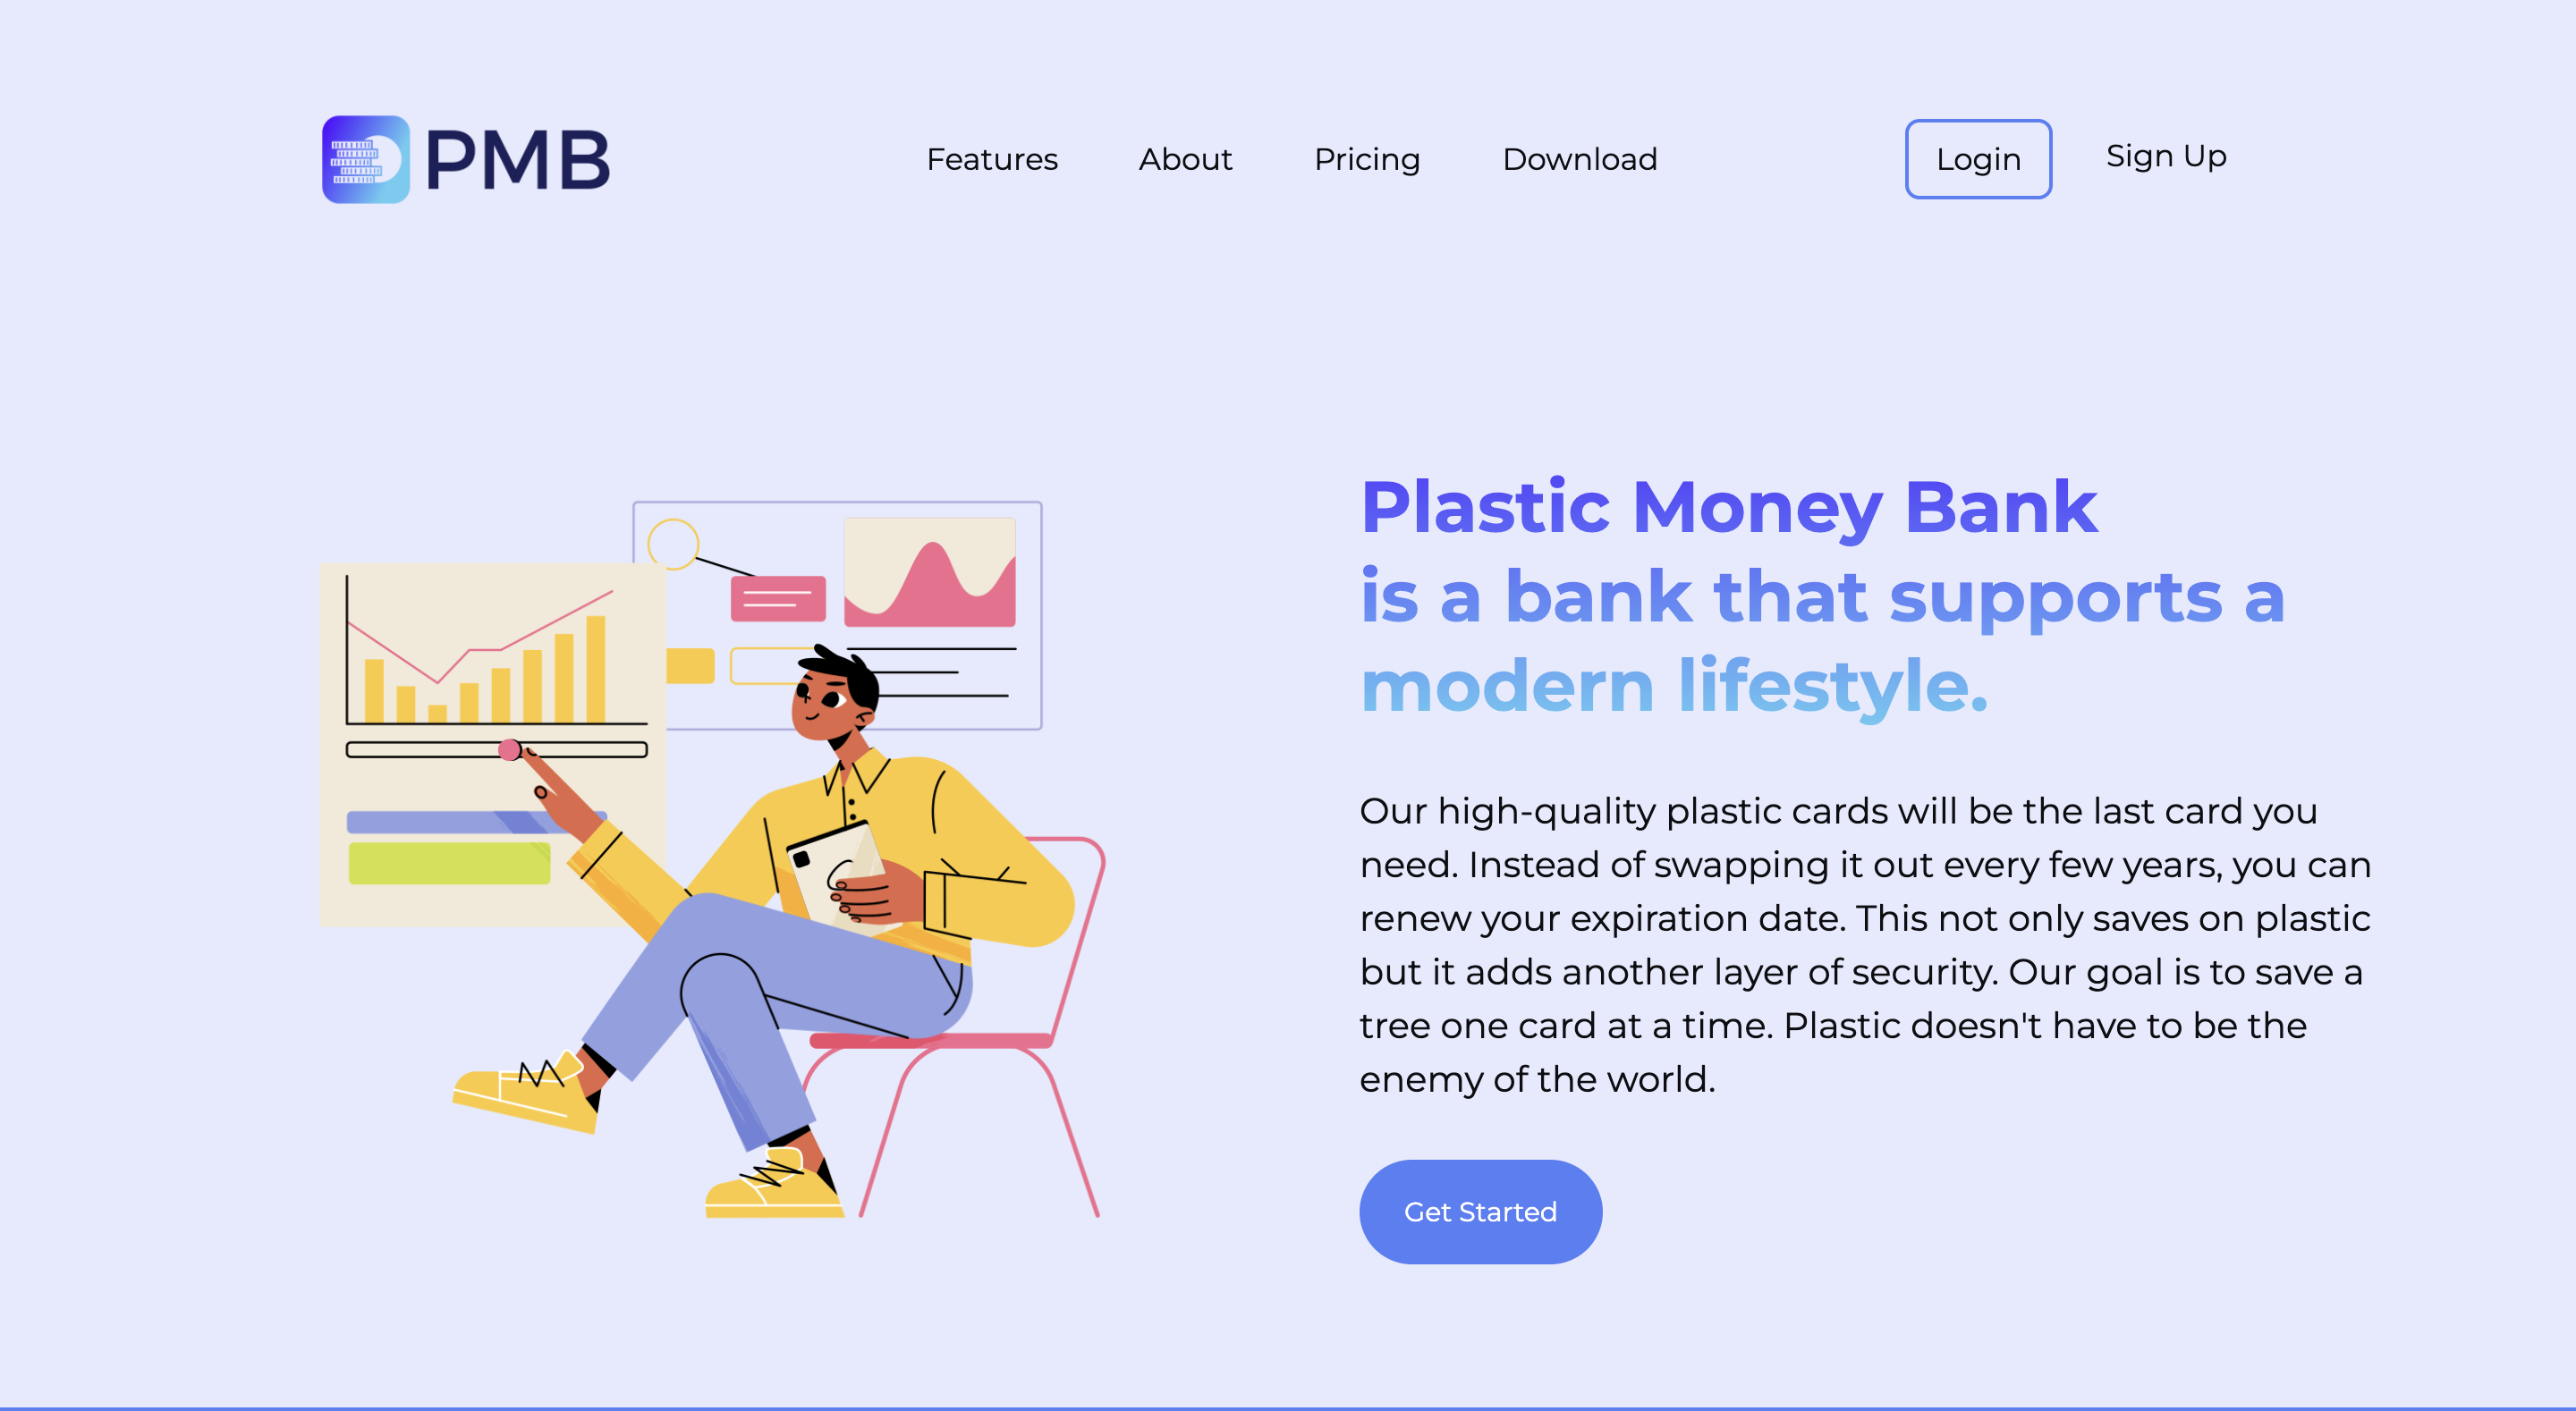 PMB
Features
About
Pricing
Download
Login
Sign Up
Plastic Money Bank
is a bank that supports a
modern lifestyle.
Our high-quality plastic cards will be the last card you
need. Instead of swapping it out every few years, you can
renew your expiration date. This not only saves on plastic
but it adds another layer of security. Our goal is to save a
tree one card at a time. Plastic doesn't have to be the
enemy of the world.
Get Started